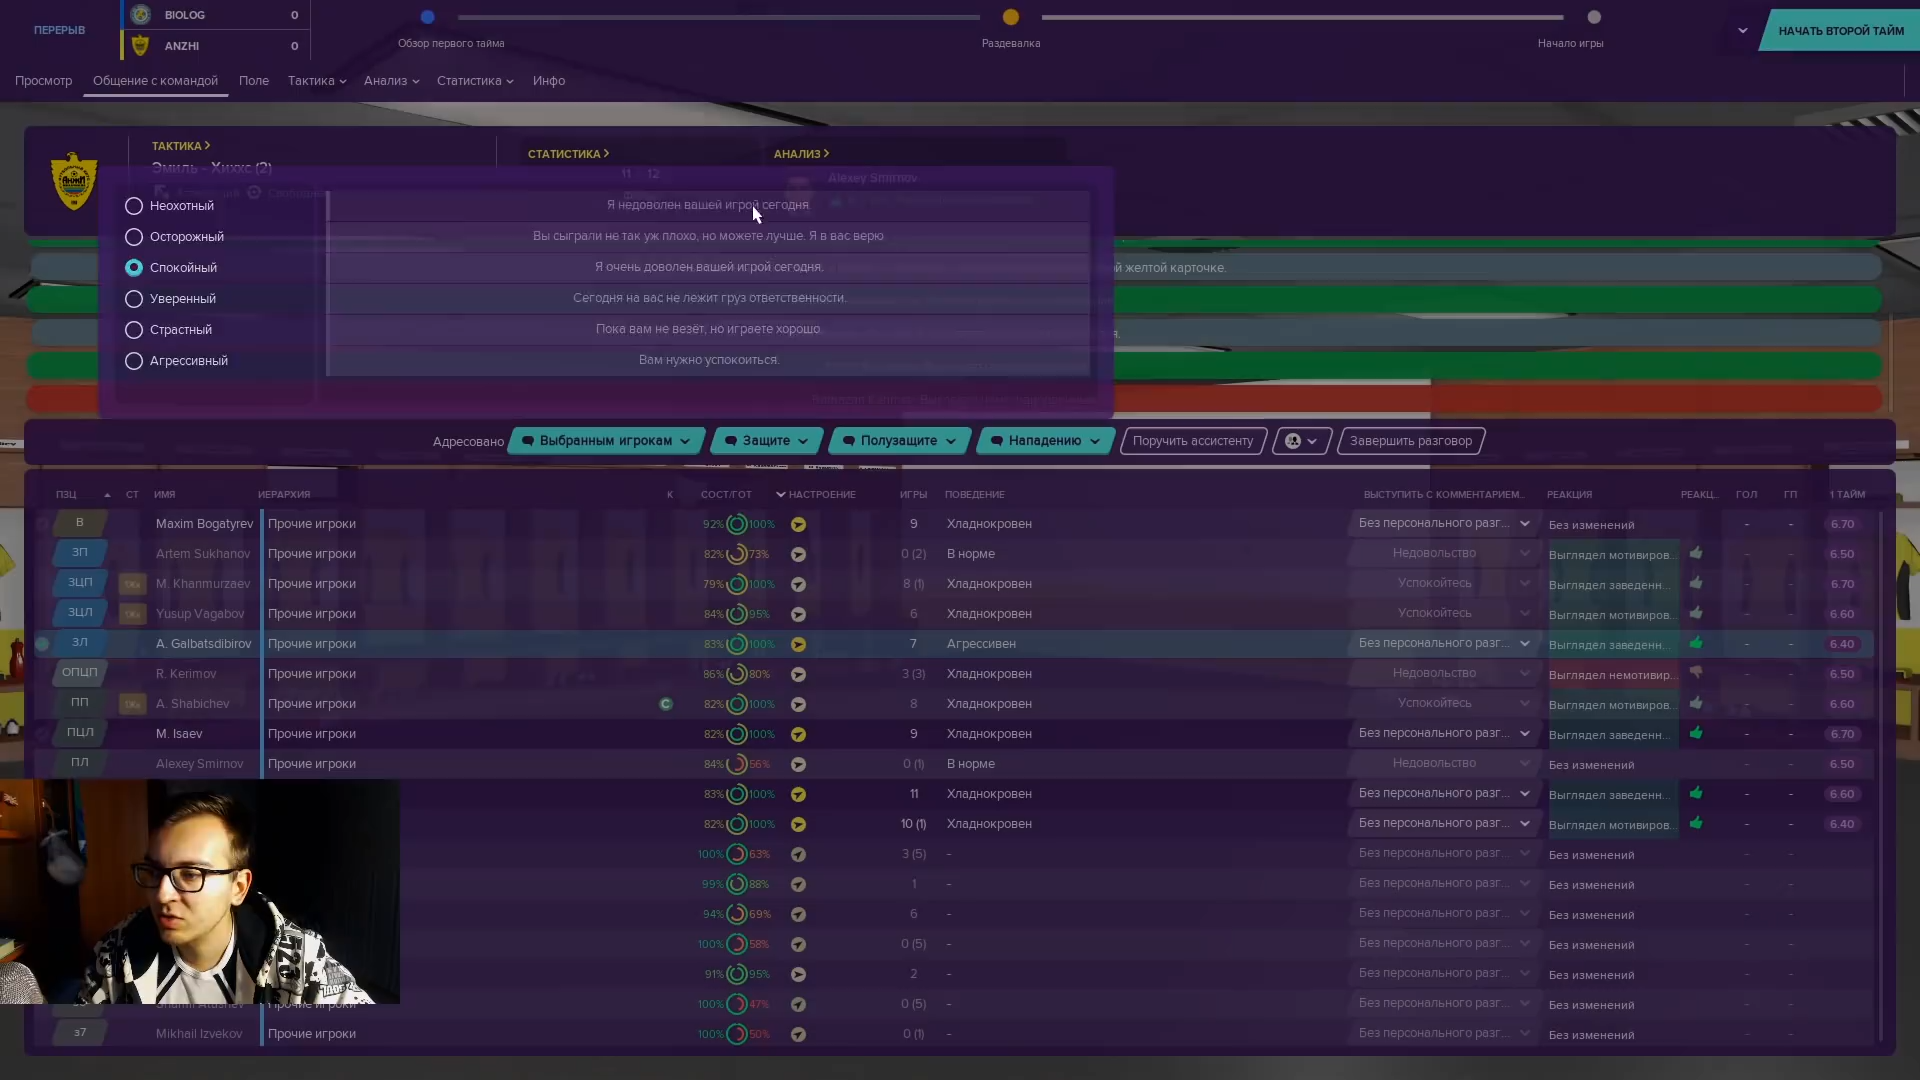 ПЕРЕРЫВ
BIOLOG 0
ANZHI 0
Обзор первого тайма
Раздевалка
Начало игры
НАЧАТЬ ВТОРОЙ ТАЙМ
Просмотр Общение с командой Поле Тактика Анализ Статистика Инфо
ТАКТИКА
СТАТИСТИКА
АНАЛИЗ
Эмиль - Хиххс (2)
11 12
Alexey Smirnov
Неохотный
Осторожный
Спокойный
Уверенный
Страстный
Агрессивный
Я недоволен вашей игрой сегодня.
Вы сыграли не так уж плохо, но можете лучше. Я в вас верю
Я очень доволен вашей игрой сегодня.
Сегодня на вас не лежит груз ответственности.
Пока вам не везёт, но играете хорошо.
Вам нужно успокоиться.
й желтой карточке.
Адресовано Выбранным игрокам Защите Полузащите Нападению Поручить ассистенту Завершить разговор
ПЗЦ СТ ИМЯ ИЕРАРХИЯ К СОСТ/ГОТ НАСТРОЕНИЕ ИГРЫ ПОВЕДЕНИЕ ВЫСТУПИТЬ С КОММЕНТАРИЕМ... РЕАКЦИЯ РЕАКЦ... ГОЛ ГП 1 ТАЙМ
В Maxim Bogatyrev Прочие игроки 92% 100% 9 Хладнокровен Без персонального разг... Без изменений - - 6.70
ЗП Artem Sukhanov Прочие игроки 82% 73% 0 (2) В норме Недовольство Выглядел мотивиров... - - 6.50
ЗЦП М. Khanmurzaev Прочие игроки 79% 100% 8 (1) Хладнокровен Успокойтесь Выглядел заведенн... - - 6.70
ЗЦЛ Yusup Vagabov Прочие игроки 84% 95% 6 Хладнокровен Успокойтесь Выглядел мотивиров... - - 6.60
ЗЛ A. Galbatsdibirov Прочие игроки 83% 100% 7 Агрессивен Без персонального разг... Выглядел заведенн... - - 6.40
ОПЦП R. Kerimov Прочие игроки 86% 80% 3 (3) Хладнокровен Недовольство Выглядел немотивир... - - 6.50
ПП A. Shabichev Прочие игроки C 82% 100% 8 Хладнокровен Успокойтесь Выглядел мотивиров... - - 6.60
ПЦЛ M. Isaev Прочие игроки 82% 100% 9 Хладнокровен Без персонального разг... Выглядел заведенн... - - 6.70
ПЛ Alexey Smirnov Прочие игроки 84% 56% 0 (1) В норме Недовольство Без изменений - - 6.50
83% 100% 11 Хладнокровен Без персонального разг... Выглядел заведенн... - - 6.60
82% 100% 10 (1) Хладнокровен Без персонального разг... Выглядел мотивиров... - - 6.40
100% 63% 3 (5) - Без персонального разг... Без изменений - -
99% 88% 1 - Без персонального разг... Без изменений - -
94% 69% 6 - Без персонального разг... Без изменений - -
100% 58% 0 (5) - Без персонального разг... Без изменений - -
91% 95% 2 - Без персонального разг... Без изменений - -
Прочие игроки 100% 47% 0 (5) - Без персонального разг... Без изменений - -
з7 Mikhail Izvekov Прочие игроки 100% 50% 0 (1) - Без персонального разг... Без изменений - -